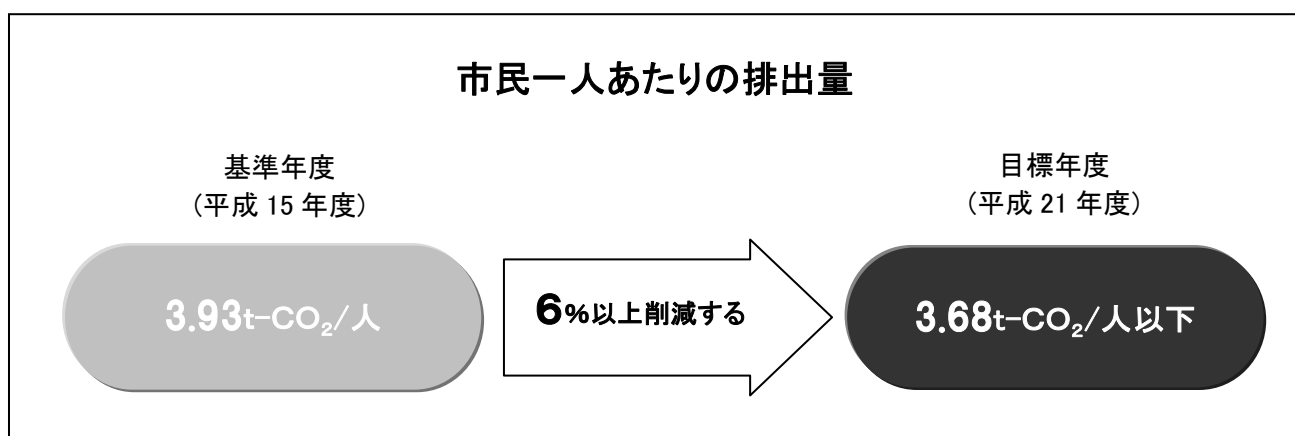 市民一人あたりの排出量
基準年度
(平成 15 年度)
目標年度
(平成 21 年度)
3.93t-CO₂/人
6%以上削減する
3.68t-CO₂/人以下